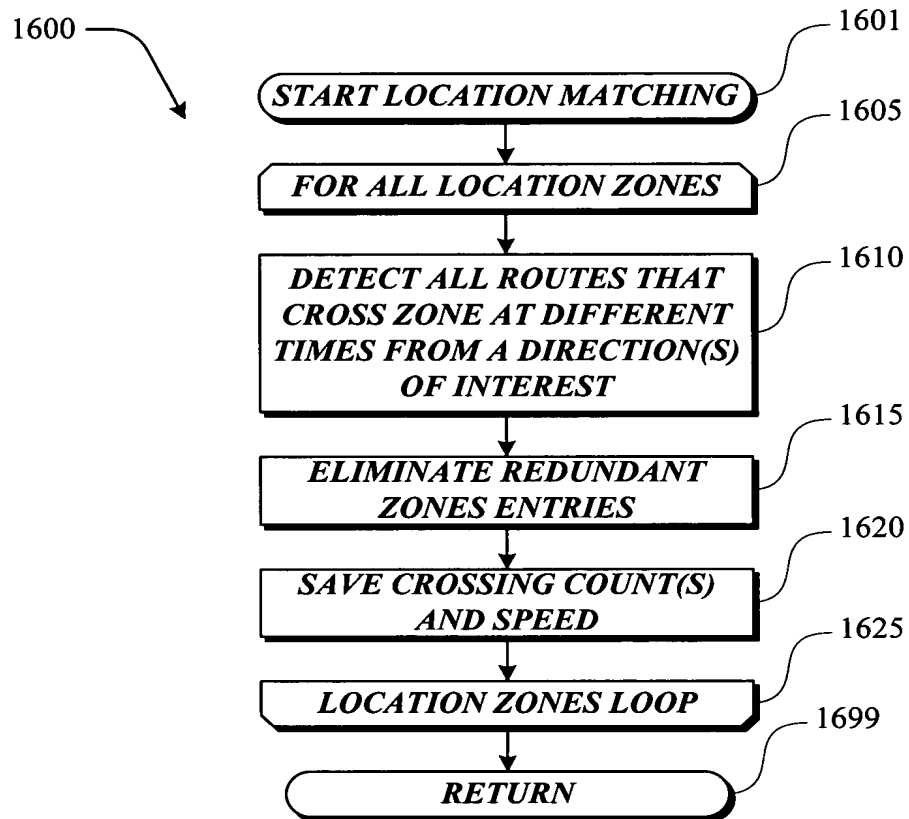 1600
1601
START LOCATION MATCHING
1605
FOR ALL LOCATION ZONES
1610
DETECT ALL ROUTES THAT
CROSS ZONE AT DIFFERENT
TIMES FROM A DIRECTION(S)
OF INTEREST
1615
ELIMINATE REDUNDANT
ZONES ENTRIES
1620
SAVE CROSSING COUNT(S)
AND SPEED
1625
LOCATION ZONES LOOP
1699
RETURN